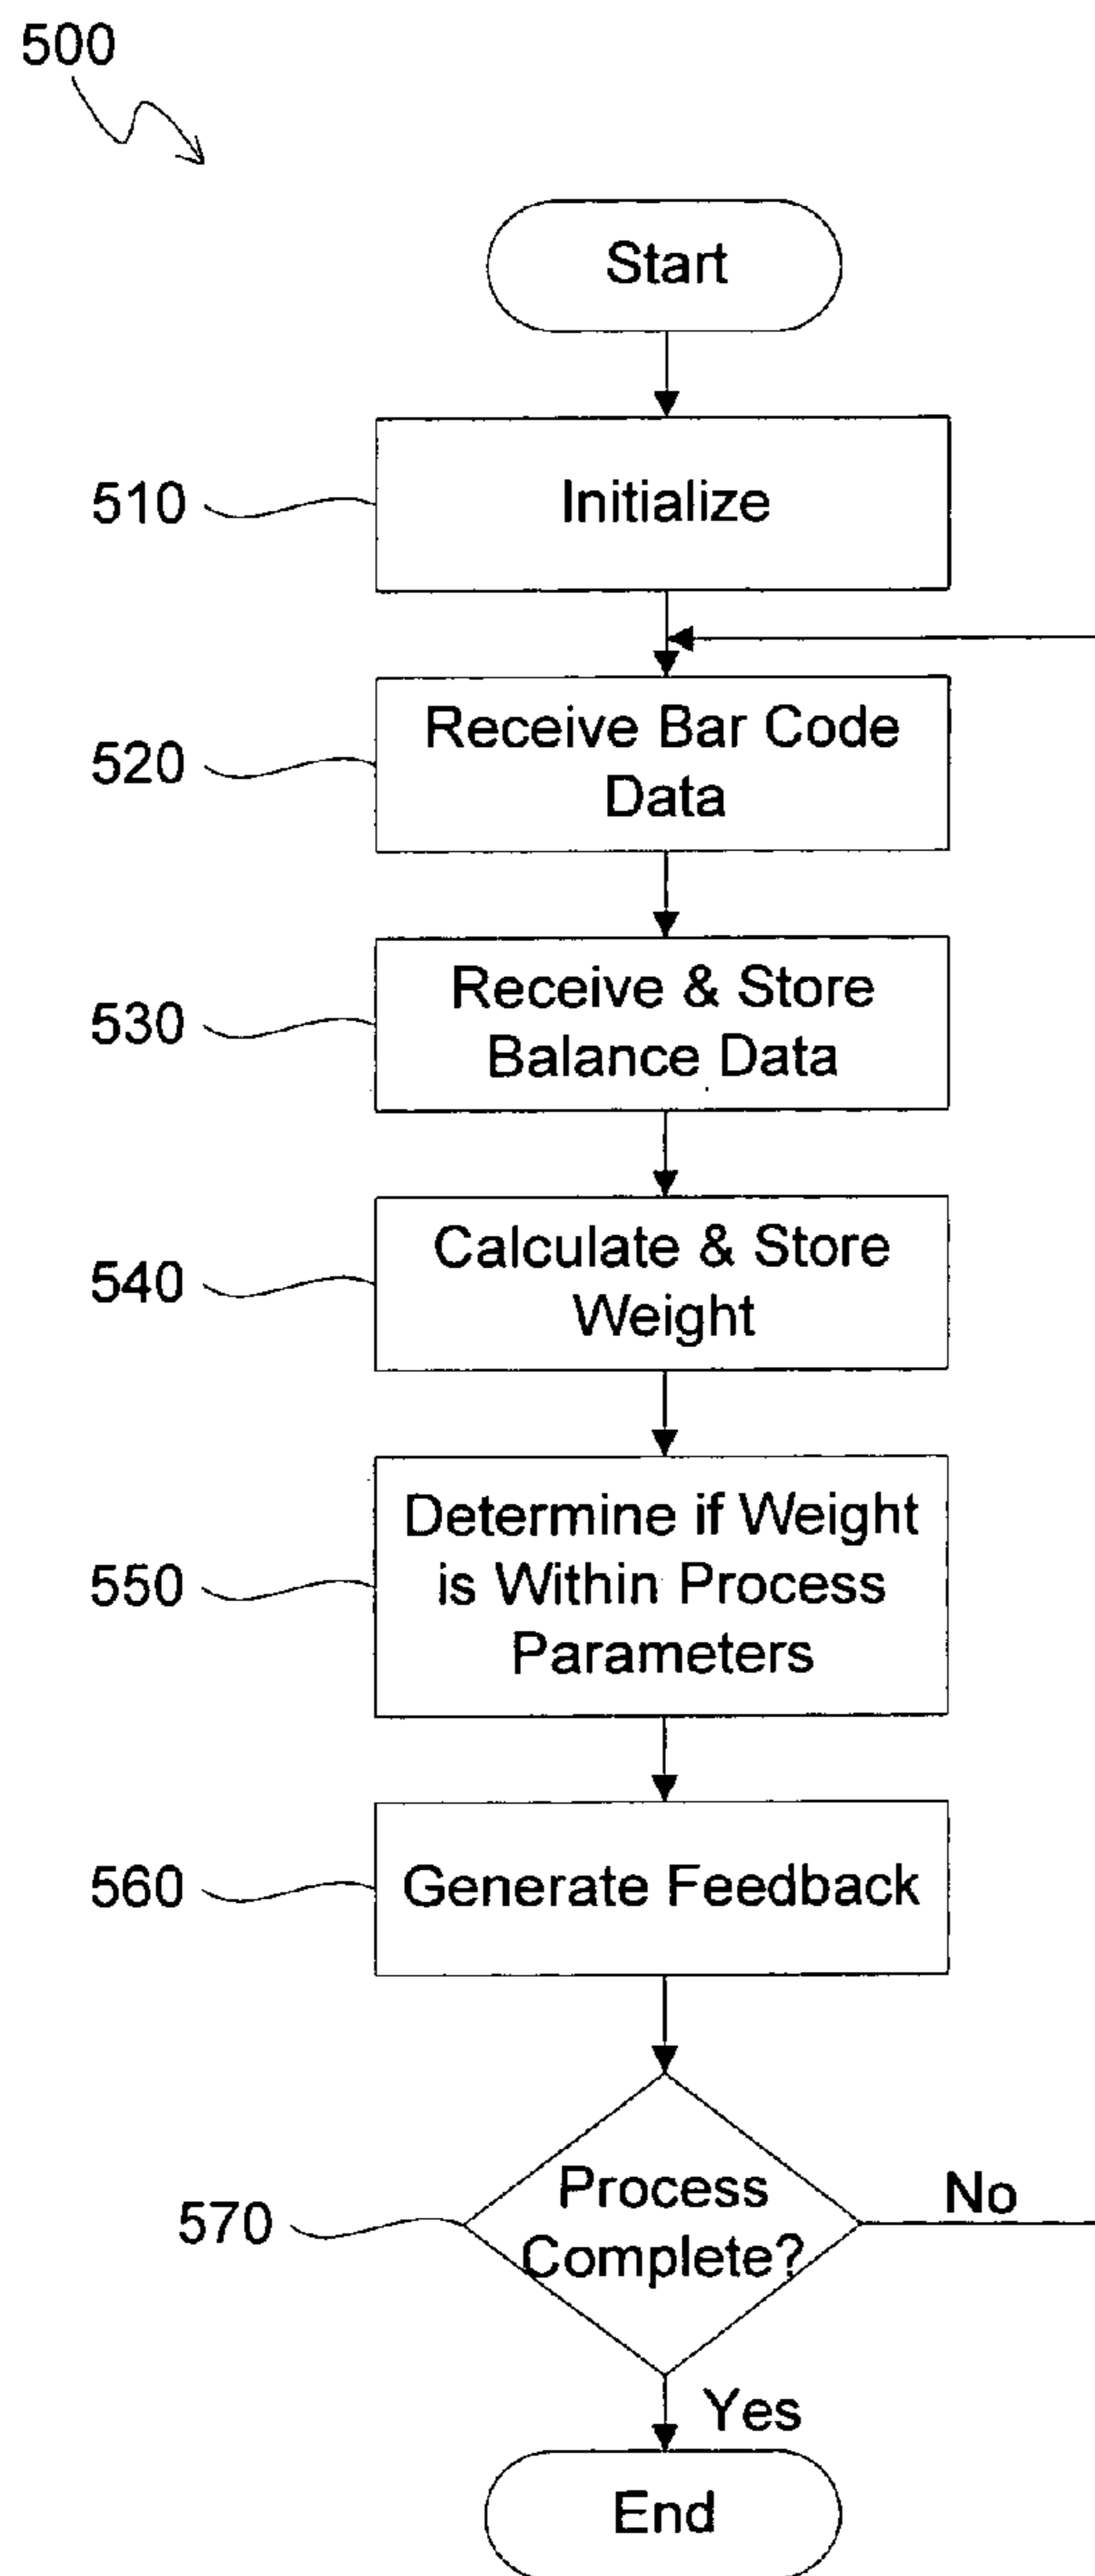 500
Start
510
Initialize
520
Receive Bar Code
Data
530
Receive & Store
Balance Data
540
Calculate & Store
Weight
550
Determine if Weight
is Within Process
Parameters
560
Generate Feedback
570
Process
Complete?
No
Yes
End